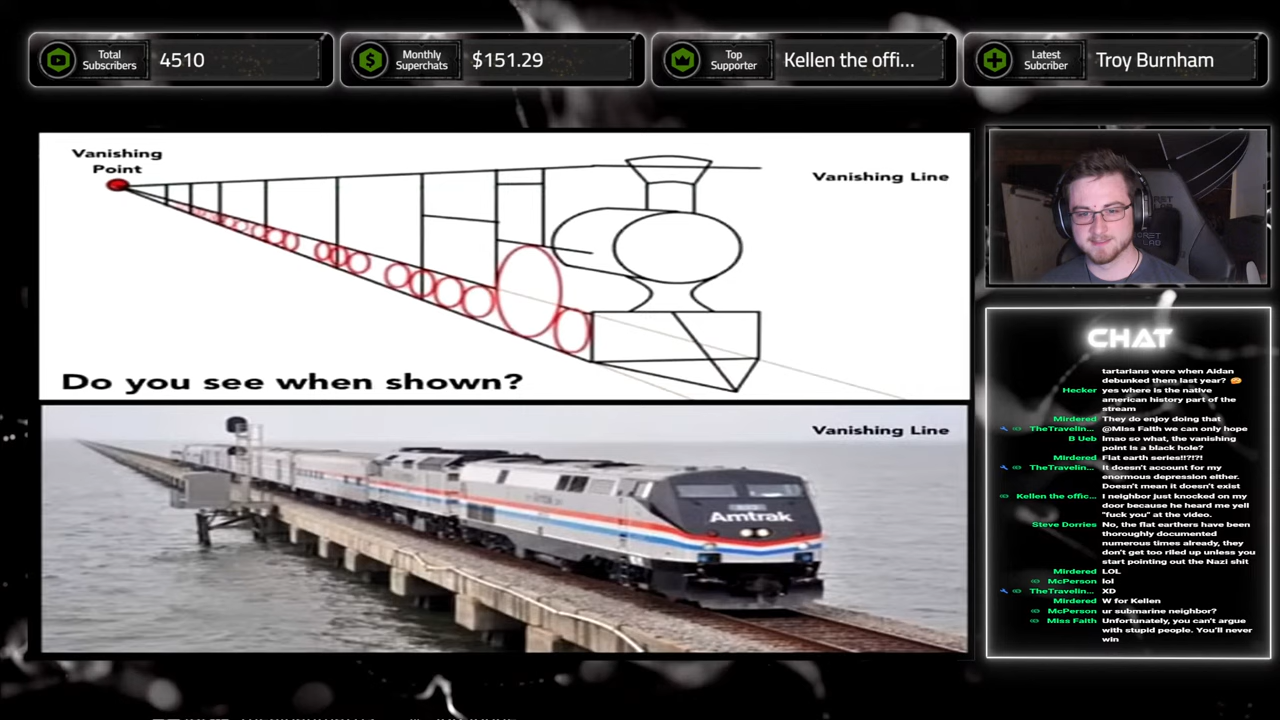 Total
Subscribers
4510
Monthly
Superchats
$151.29
Top
Supporter
Kellen the offi...
Latest
Subcriber
Troy Burnham
Vanishing
Point
Vanishing Line
Do you see when shown?
Vanishing Line
Amtrak
SECRET
LAB
CHAT
tartarians were when Aidan
debunked them last year?
Hecker yes where is the native
american history part of the
stream
Mirdered They do enjoy doing that
TheTravelin... @Miss Faith we can only hope
B Ueb lmao so what, the vanishing
point is a black hole?
Mirdered Flat earth series!!?!?!
TheTravelin... It doesn't account for my
enormous depression either.
Doesn't mean it doesn't exist
Kellen the offic... I neighbor just knocked on my
door because he heard me yell
"fuck you" at the video.
Steve Dorries No, the flat earthers have been
thoroughly documented
numerous times already, they
don't get too riled up unless you
start pointing out the Nazi shit
Mirdered LOL
McPerson lol
TheTravelin... XD
Mirdered W for Kellen
McPerson ur submarine neighbor?
Miss Faith Unfortunately, you can't argue
with stupid people. You'll never
win